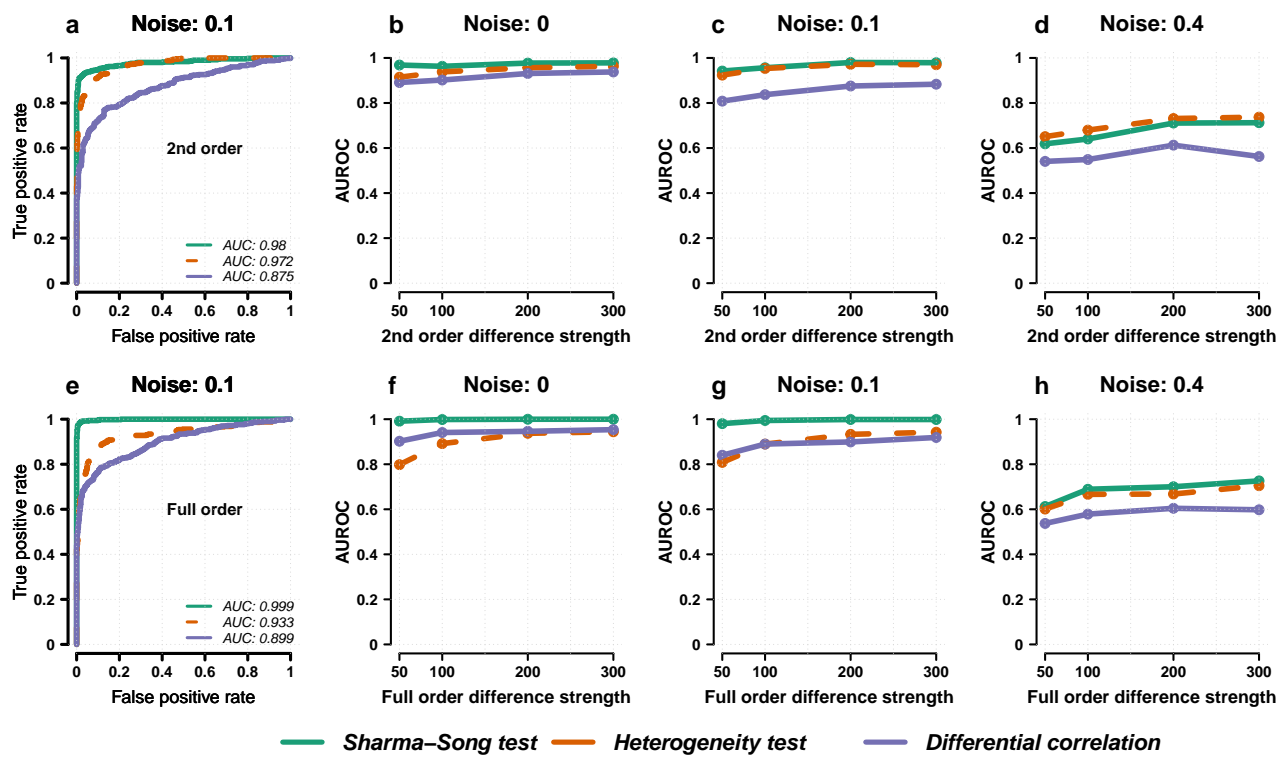 a Noise: 0.1
True positive rate
1
0.8
0.6
0.4
0.2
0
2nd order
AUC: 0.98
AUC: 0.972
AUC: 0.875
0 0.2 0.4 0.6 0.8 1
False positive rate
b Noise: 0
AUROC
1
0.8
0.6
0.4
0.2
0
50 100 200 300
2nd order difference strength
c Noise: 0.1
AUROC
1
0.8
0.6
0.4
0.2
0
50 100 200 300
2nd order difference strength
d Noise: 0.4
AUROC
1
0.8
0.6
0.4
0.2
0
50 100 200 300
2nd order difference strength
e Noise: 0.1
True positive rate
1
0.8
0.6
0.4
0.2
0
Full order
AUC: 0.999
AUC: 0.933
AUC: 0.899
0 0.2 0.4 0.6 0.8 1
False positive rate
f Noise: 0
AUROC
1
0.8
0.6
0.4
0.2
0
50 100 200 300
Full order difference strength
g Noise: 0.1
AUROC
1
0.8
0.6
0.4
0.2
0
50 100 200 300
Full order difference strength
h Noise: 0.4
AUROC
1
0.8
0.6
0.4
0.2
0
50 100 200 300
Full order difference strength
Sharma–Song test Heterogeneity test Differential correlation